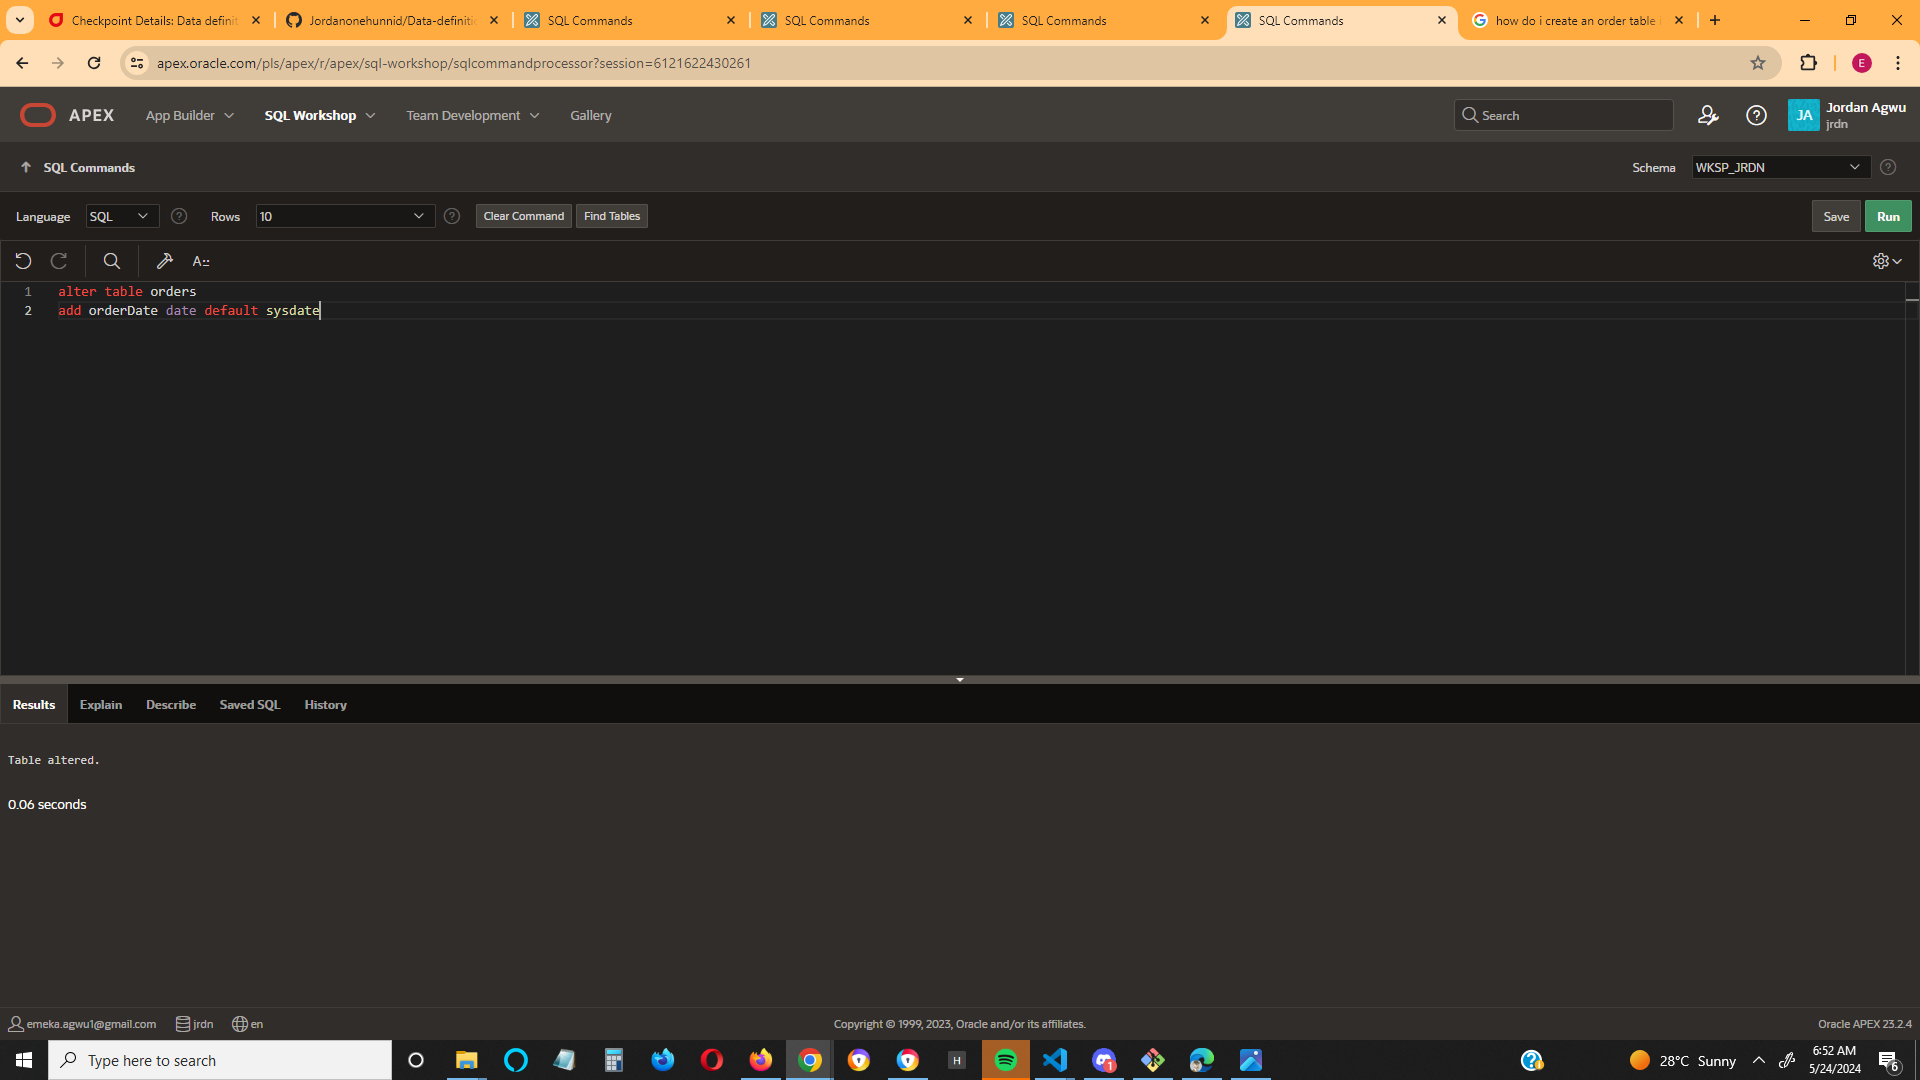 Checkpoint Details: Data definit
Jordanonehunnid/Data-definiti
SQL Commands
SQL Commands
SQL Commands
SQL Commands
how do i create an order table i
apex.oracle.com/pls/apex/r/apex/sql-workshop/sqlcommandprocessor?session=6121622430261
E
APEX
App Builder
SQL Workshop
Team Development
Gallery
Search
JA
Jordan Agwu
jrdn
SQL Commands
Schema
WKSP_JRDN
Language
SQL
Rows
10
Clear Command
Find Tables
Save
Run
A::
1 alter table orders
2 add orderDate date default sysdate
Results
Explain
Describe
Saved SQL
History
Table altered.
0.06 seconds
emeka.agwu1@gmail.com
jrdn
en
Copyright © 1999, 2023, Oracle and/or its affiliates.
Oracle APEX 23.2.4
Type here to search
H
1
28°C Sunny
6:52 AM
5/24/2024
6